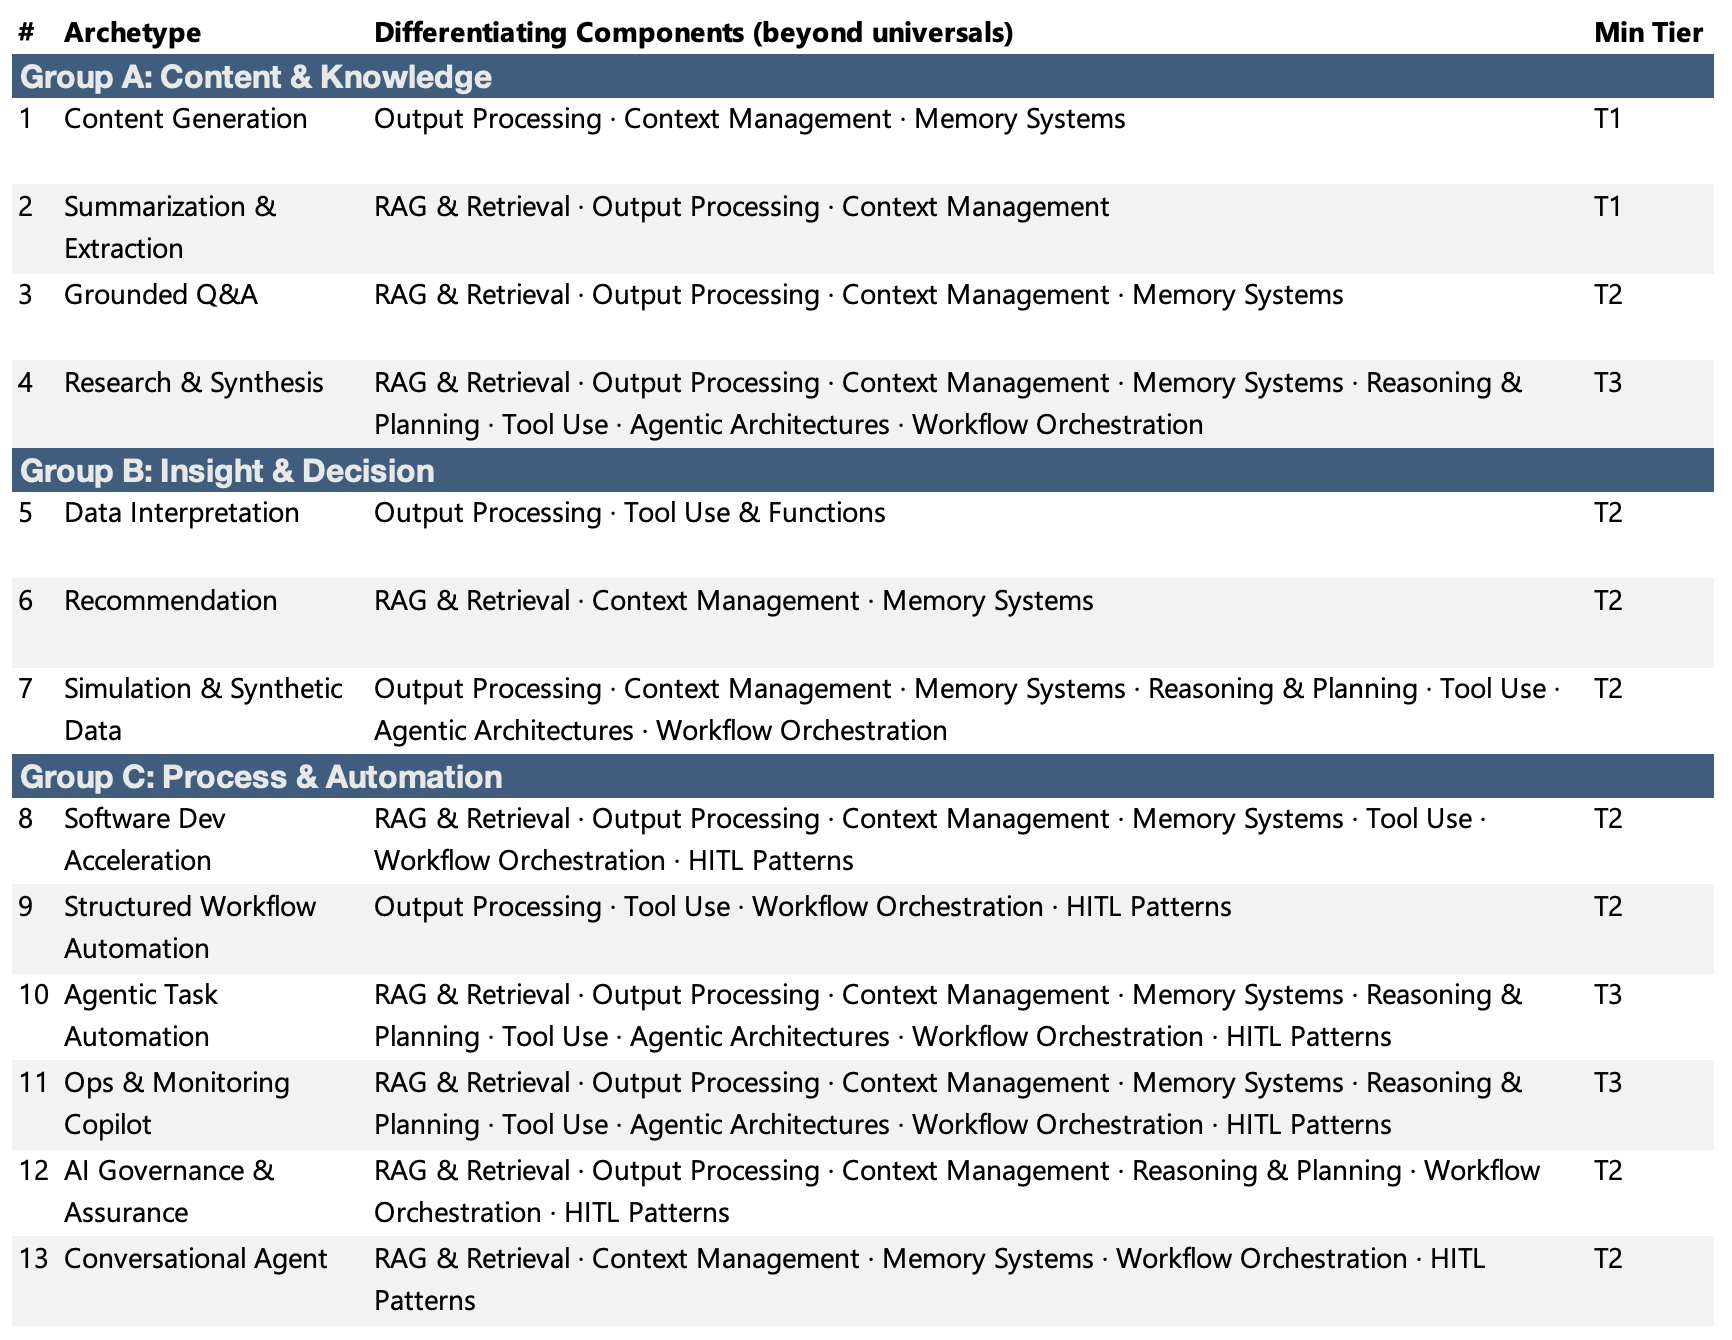 # Archetype Differentiating Components (beyond universals) Min Tier
Group A: Content & Knowledge
1 Content Generation Output Processing · Context Management · Memory Systems T1
2 Summarization & RAG & Retrieval · Output Processing · Context Management T1
Extraction
3 Grounded Q&A RAG & Retrieval · Output Processing · Context Management · Memory Systems T2
4 Research & Synthesis RAG & Retrieval · Output Processing · Context Management · Memory Systems · Reasoning & T3
Planning · Tool Use · Agentic Architectures · Workflow Orchestration
Group B: Insight & Decision
5 Data Interpretation Output Processing · Tool Use & Functions T2
6 Recommendation RAG & Retrieval · Context Management · Memory Systems T2
7 Simulation & Synthetic Output Processing · Context Management · Memory Systems · Reasoning & Planning · Tool Use · T2
Data Agentic Architectures · Workflow Orchestration
Group C: Process & Automation
8 Software Dev RAG & Retrieval · Output Processing · Context Management · Memory Systems · Tool Use · T2
Acceleration Workflow Orchestration · HITL Patterns
9 Structured Workflow Output Processing · Tool Use · Workflow Orchestration · HITL Patterns T2
Automation
10 Agentic Task RAG & Retrieval · Output Processing · Context Management · Memory Systems · Reasoning & T3
Automation Planning · Tool Use · Agentic Architectures · Workflow Orchestration · HITL Patterns
11 Ops & Monitoring RAG & Retrieval · Output Processing · Context Management · Memory Systems · Reasoning & T3
Copilot Planning · Tool Use · Agentic Architectures · Workflow Orchestration · HITL Patterns
12 AI Governance & RAG & Retrieval · Output Processing · Context Management · Reasoning & Planning · Workflow T2
Assurance Orchestration · HITL Patterns
13 Conversational Agent RAG & Retrieval · Context Management · Memory Systems · Workflow Orchestration · HITL T2
Patterns